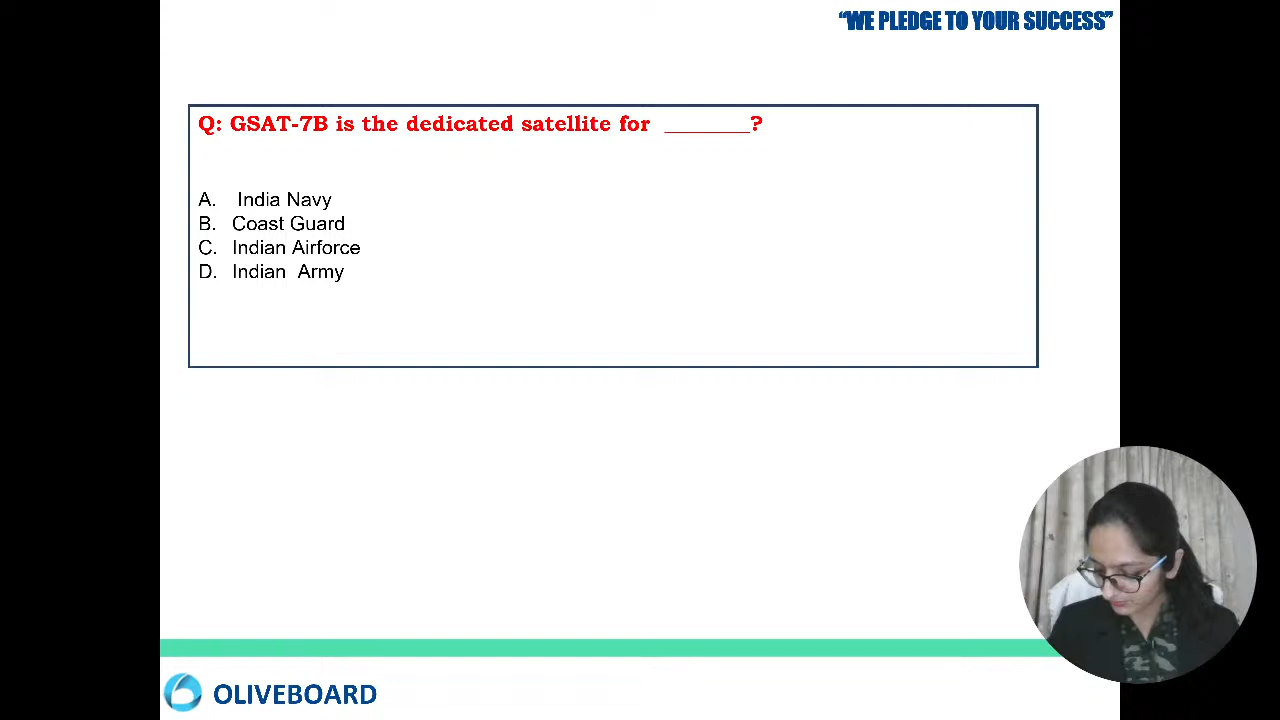 “WE PLEDGE TO YOUR SUCCESS”
Q: GSAT-7B is the dedicated satellite for ________?
A. India Navy
B. Coast Guard
C. Indian Airforce
D. Indian Army
OLIVEBOARD